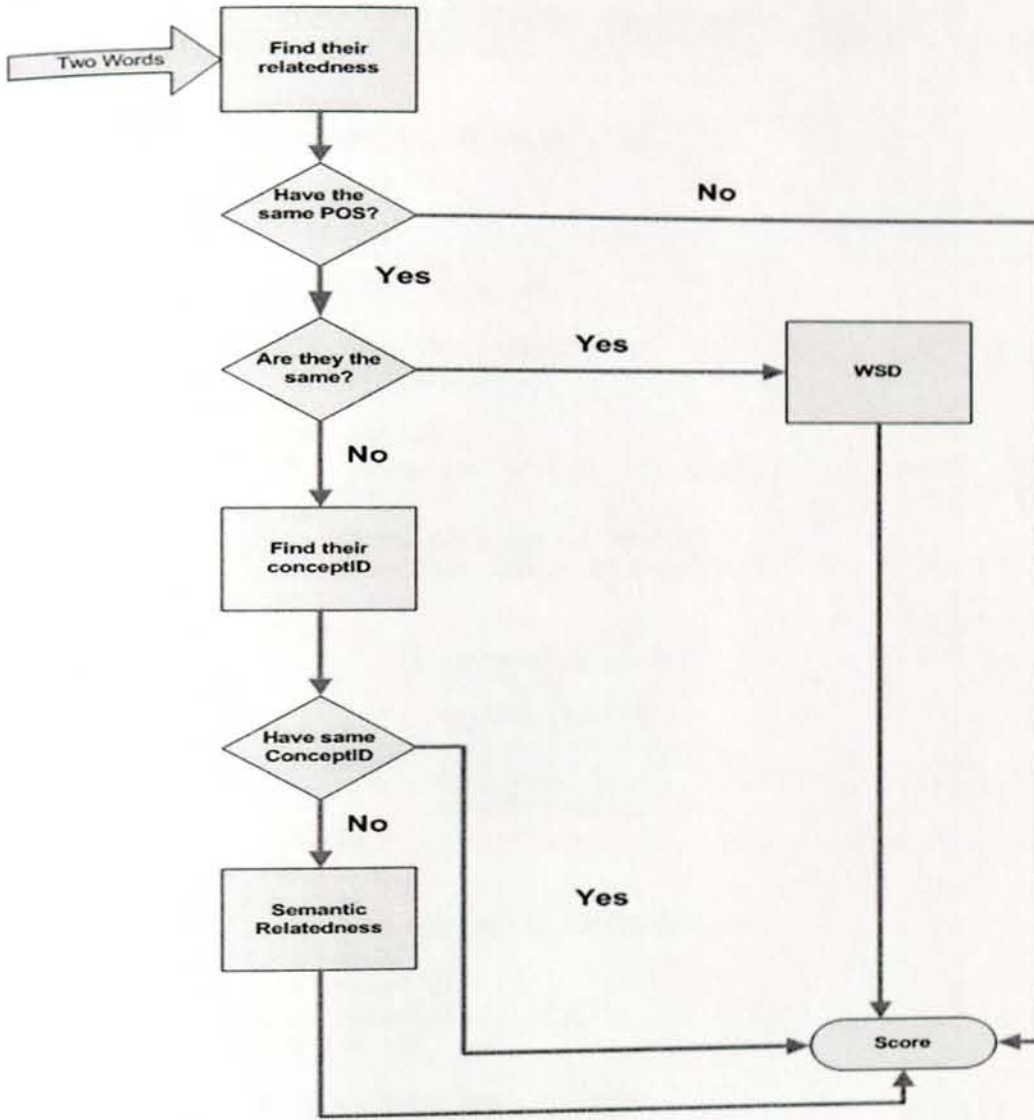 Two Words
Find their
relatedness
Have the
same POS?
No
Yes
Are they the
same?
Yes
WSD
No
Find their
conceptID
Have same
ConceptID
No
Semantic
Relatedness
Yes
Score